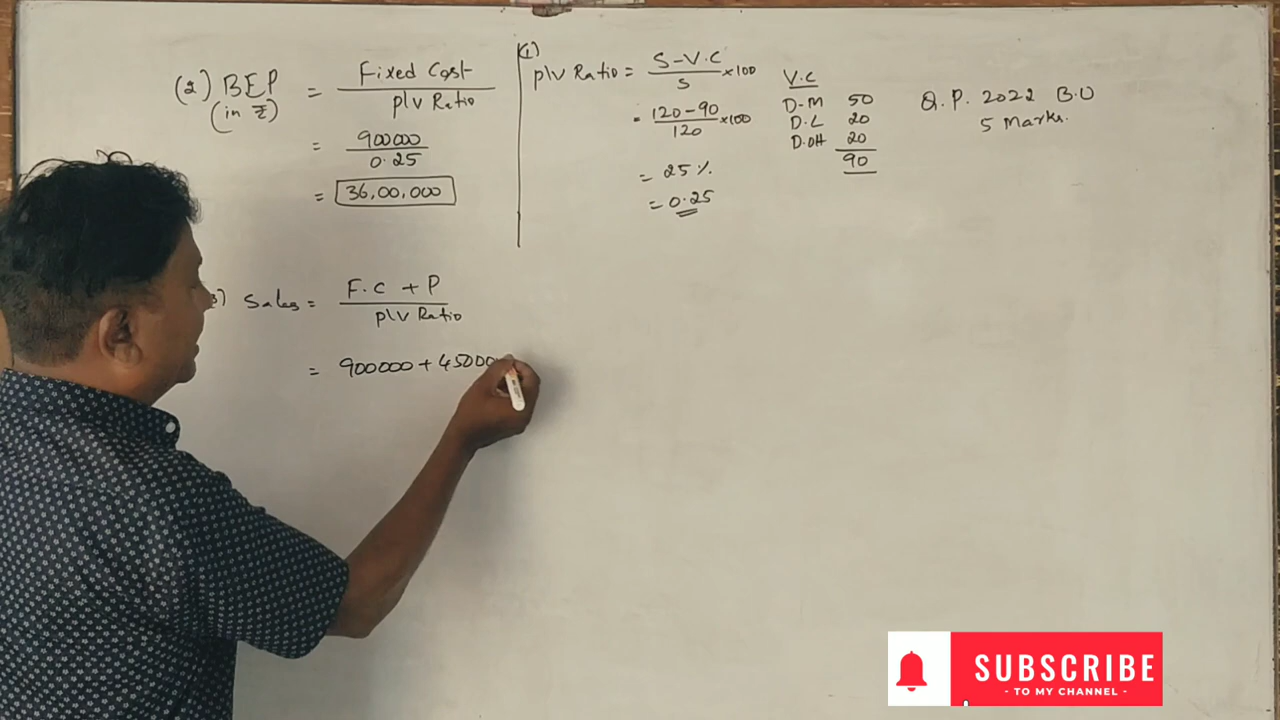 (2) BEP = Fixed Cost / P/V Ratio
(in ₹)
= 900000 / 0.25
= 36,00,000
(1)
P/V Ratio = S-V.C / S ×100
= 120-90 / 120 ×100
= 25%
= 0.25
V.C
D-M 50
D.L 20
D.OH 20
90
Q.P. 2022 B.U
5 Marks.
3) Sales = F.C + P / P/V Ratio
= 900000 + 45000
SUBSCRIBE
- TO MY CHANNEL -